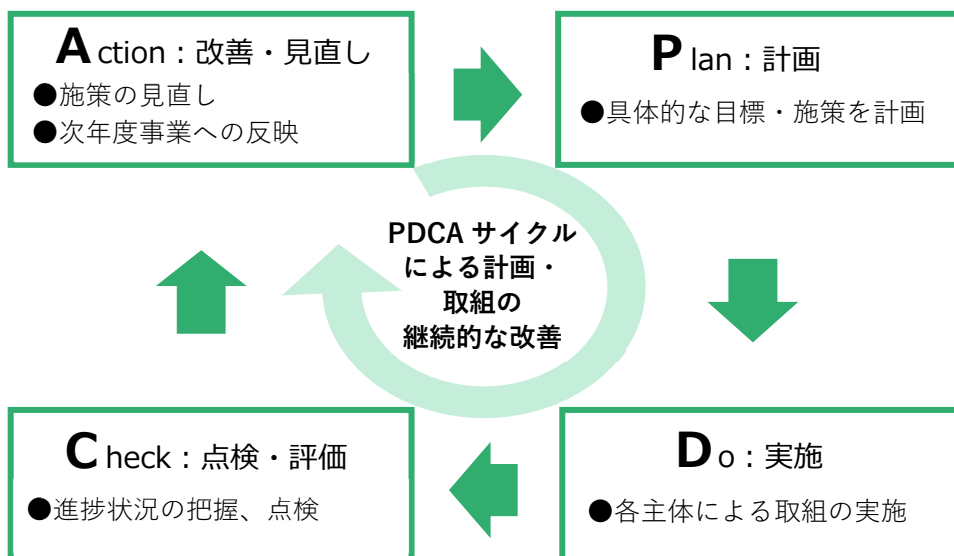 Action：改善・見直し
●施策の見直し
●次年度事業への反映
Plan：計画
●具体的な目標・施策を計画
PDCA サイクル
による計画・
取組の
継続的な改善
Check：点検・評価
●進捗状況の把握、点検
Do：実施
●各主体による取組の実施